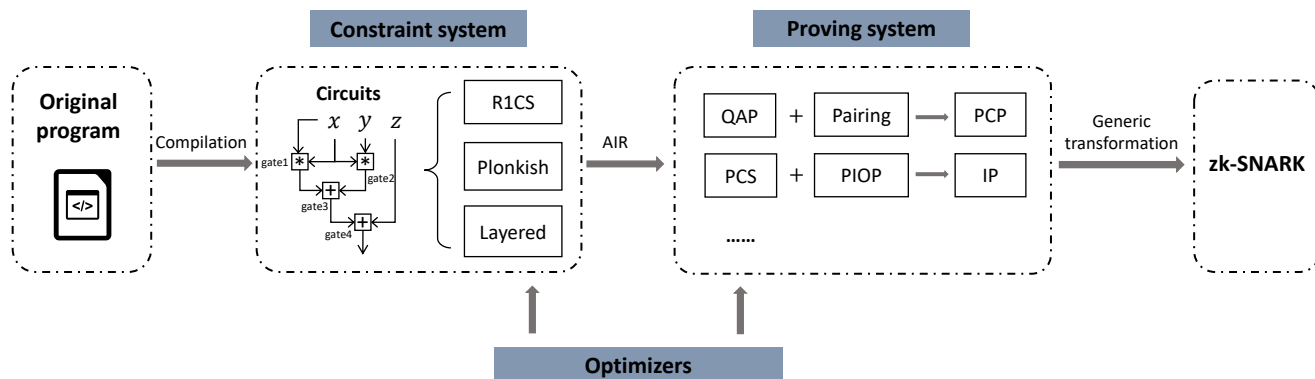 Constraint system
Proving system
Original
program
</>
Compilation
Circuits
x y z
gate1 * *
gate2
+
gate3
+
gate4
R1CS
Plonkish
Layered
AIR
QAP + Pairing PCP
PCS + PIOP IP
......
Generic
transformation
zk-SNARK
Optimizers